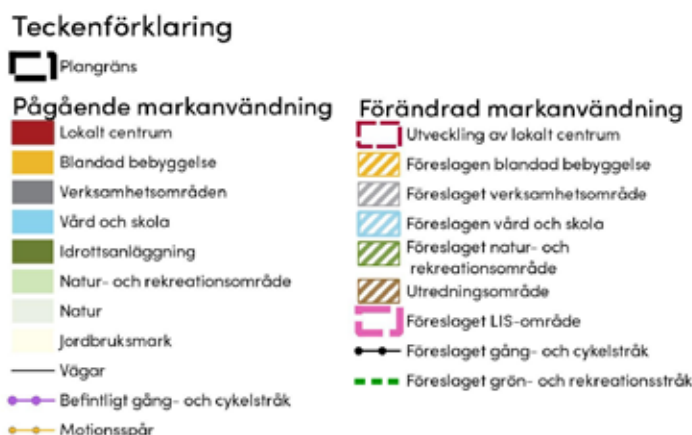 Teckenförklaring
Plangräns
Pågående markanvändning
Lokalt centrum
Blandad bebyggelse
Verksamhetsområden
Vård och skola
Idrottsanläggning
Natur- och rekreationsområde
Natur
Jordbruksmark
Vägar
Befintligt gång- och cykelstråk
Motionsspår
Förändrad markanvändning
Utveckling av lokalt centrum
Föreslagen blandad bebyggelse
Föreslaget verksamhetsområde
Föreslagen vård och skola
Föreslaget natur- och
rekreationsområde
Utredningsområde
Föreslaget LIS-område
Föreslaget gång- och cykelstråk
Föreslaget grön- och rekreationsstråk